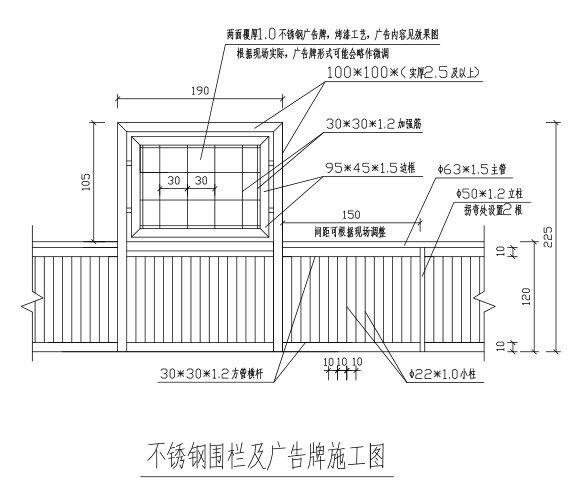 两面覆厚1.0不锈钢广告牌，烤漆工艺，广告内容见效果图
根据现场实际，广告牌形式可能会略作微调
100*100*(实厚2.5及以上)
190
30*30*1.2加强筋
95*45*1.5边框
Φ63*1.5主管
Φ50*1.2立柱
拐弯处设置2根
105
30
30
150
间距可根据现场调整
225
10
120
10
30*30*1.2方管横杆
10
10
10
Φ22*1.0小柱
不锈钢围栏及广告牌施工图